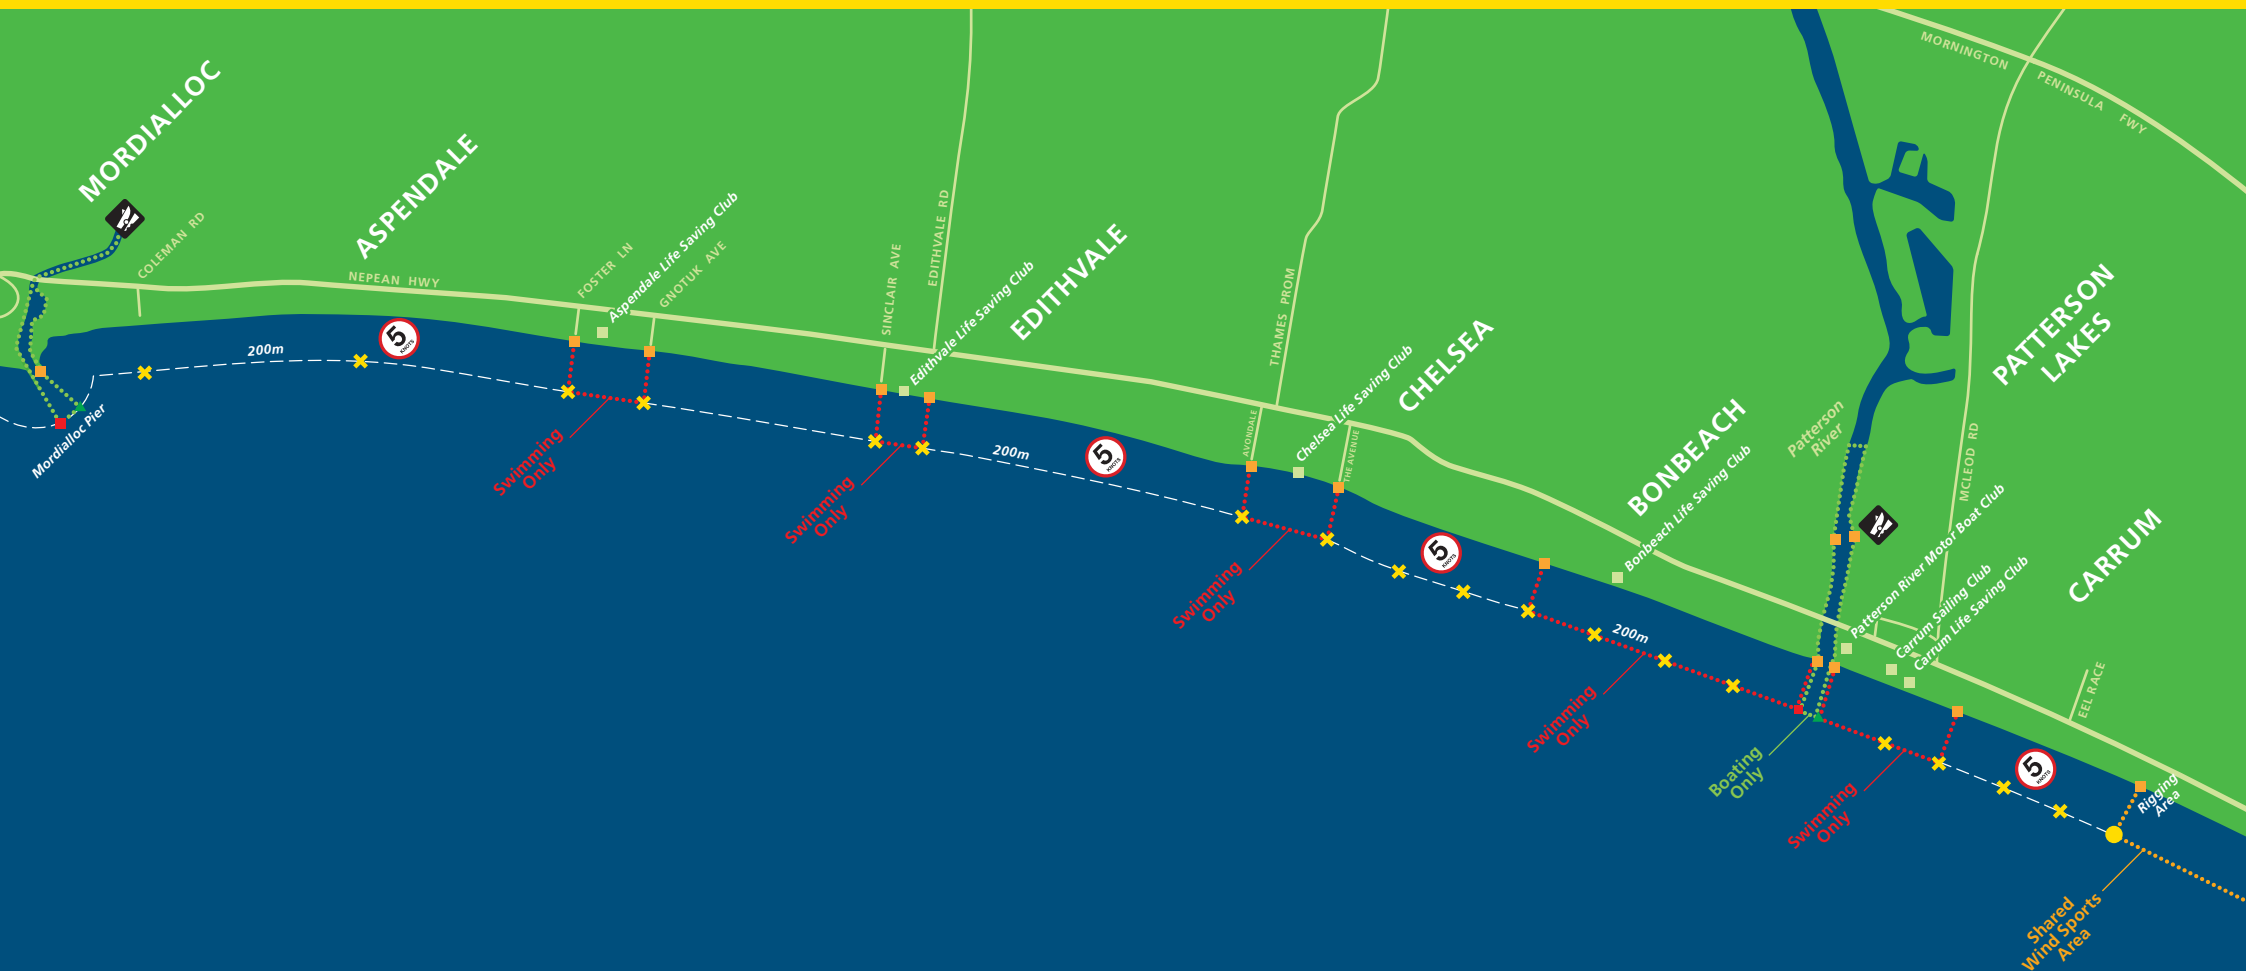 MORDIALLOC
COLEMAN RD
ASPENDALE
NEPEAN HWY
200m
5
KNOTS
Mordialloc Pier
FOSTER LN
Aspendale Life Saving Club
GNOTUK AVE
Swimming
Only
SINCLAIR AVE
EDITHVALE RD
Edithvale Life Saving Club
EDITHVALE
Swimming
Only
200m
5
KNOTS
THAMES PROM
AVONDALE
Chelsea Life Saving Club
THE AVENUE
CHELSEA
Swimming
Only
5
KNOTS
BONBEACH
Bonbeach Life Saving Club
200m
Swimming
Only
MORNINGTON
PENINSULA
FWY
PATTERSON
LAKES
Patterson
River
MCLEOD RD
Patterson River Motor Boat Club
Carrum Sailing Club
Carrum Life Saving Club
CARRUM
EEL RACE
Boating
Only
Swimming
Only
5
KNOTS
Rigging
Area
Shared
Wind Sports
Area